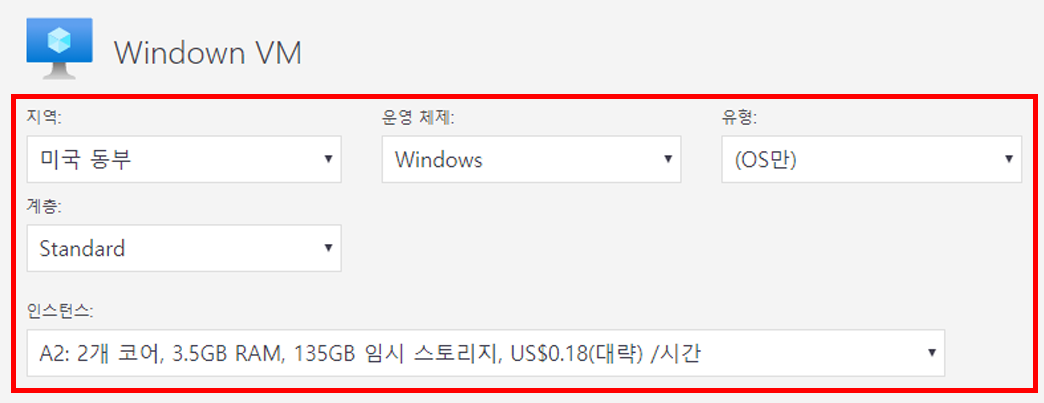 Windown VM
지역: 운영 체제: 유형:
미국 동부 Windows (OS만)
계층:
Standard
인스턴스:
A2: 2개 코어, 3.5GB RAM, 135GB 임시 스토리지, US$0.18(대략) /시간